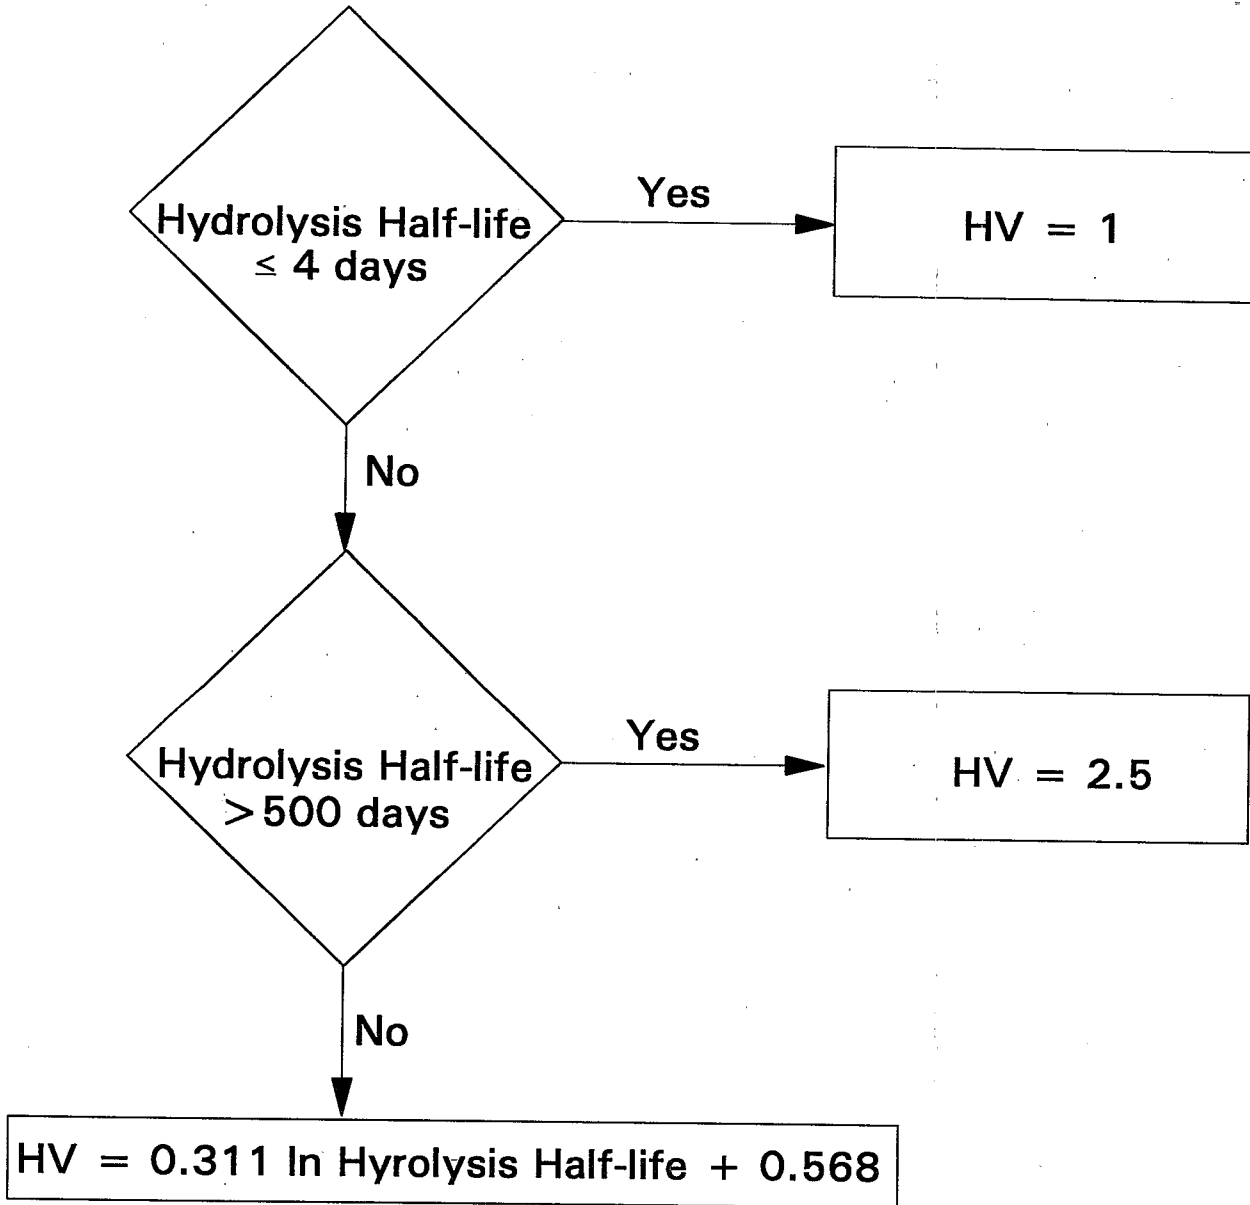 Hydrolysis Half-life
≤ 4 days
Yes
HV = 1
No
Hydrolysis Half-life
>500 days
Yes
HV = 2.5
No
HV = 0.311 ln Hyrolysis Half-life + 0.568